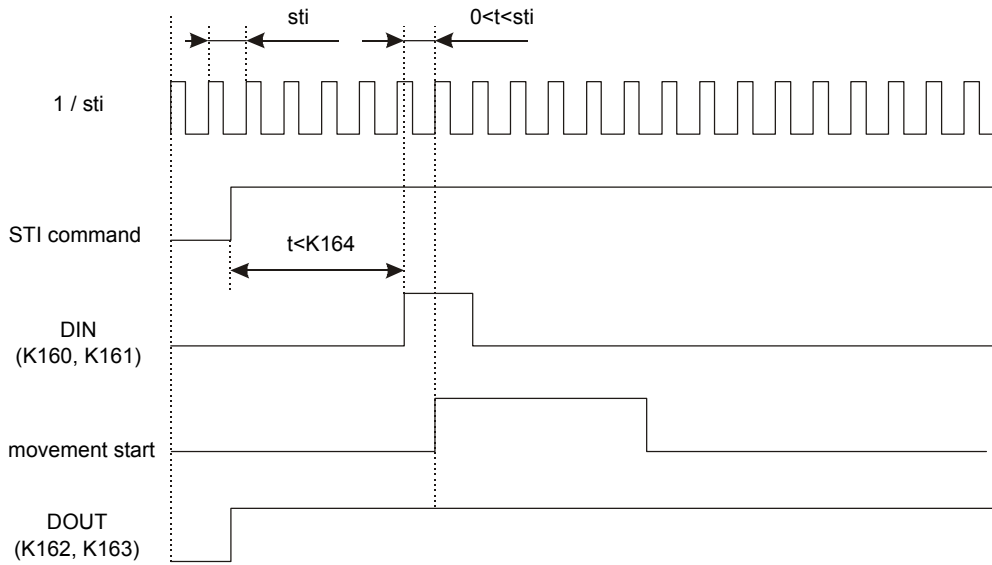 sti
0<t<sti
1 / sti
STI command
t<K164
DIN
(K160, K161)
movement start
DOUT
(K162, K163)